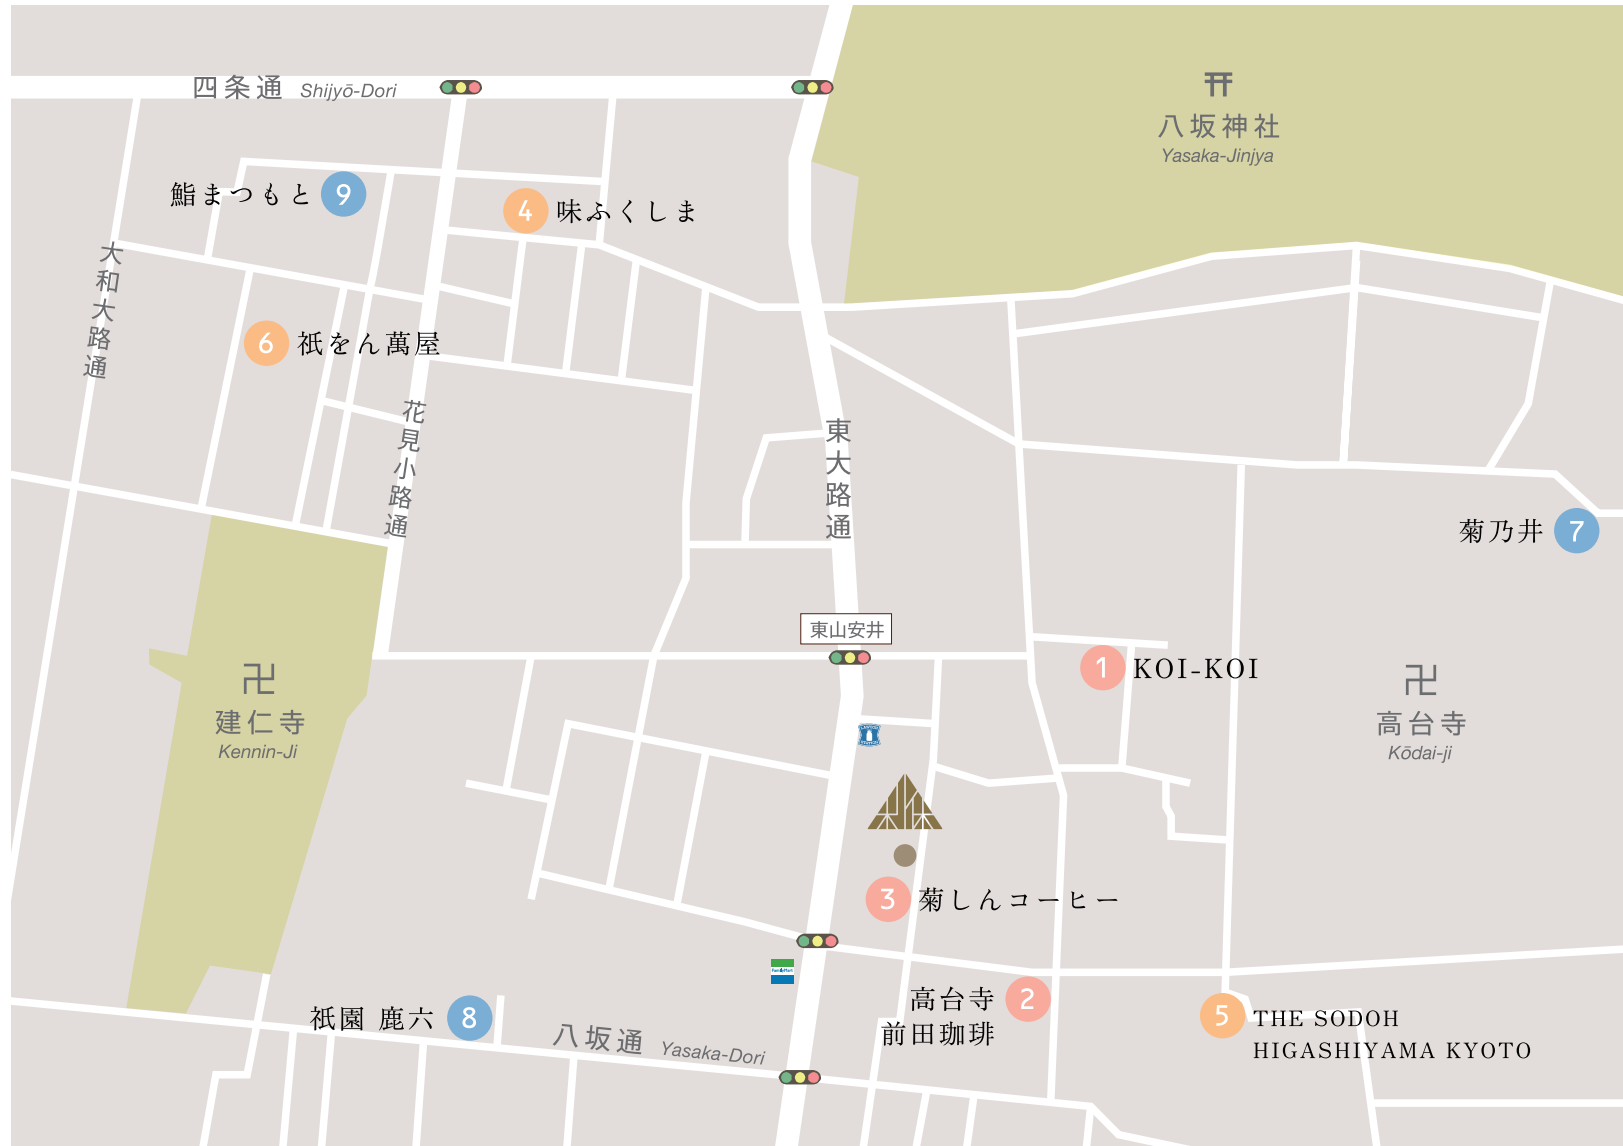 四条通 Shijyō-Dori
八坂神社
Yasaka-Jinjya
鮨まつもと 9
4 味ふくしま
大和大路通
6 祇をん萬屋
花見小路通
東大路通
菊乃井 7
東山安井
1 KOI-KOI
卍
建仁寺
Kennin-Ji
卍
高台寺
Kōdai-ji
3 菊しんコーヒー
FamilyMart
高台寺 2
前田珈琲
祇園 鹿六 8
八坂通 Yasaka-Dori
5 THE SODOH
HIGASHIYAMA KYOTO